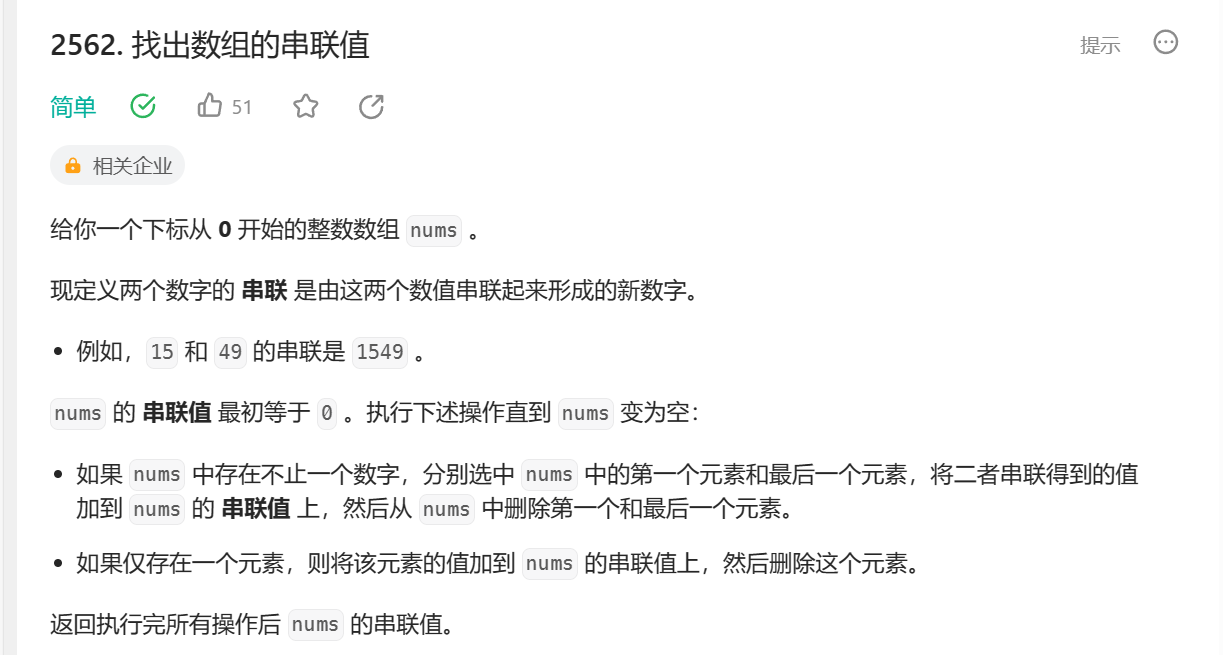 2562. 找出数组的串联值
提示
简单
51
相关企业
给你一个下标从 0 开始的整数数组 nums 。
现定义两个数字的 串联 是由这两个数值串联起来形成的新数字。
• 例如，15 和 49 的串联是 1549 。
nums 的 串联值 最初等于 0 。执行下述操作直到 nums 变为空：
• 如果 nums 中存在不止一个数字，分别选中 nums 中的第一个元素和最后一个元素，将二者串联得到的值
加到 nums 的 串联值 上，然后从 nums 中删除第一个和最后一个元素。
• 如果仅存在一个元素，则将该元素的值加到 nums 的串联值上，然后删除这个元素。
返回执行完所有操作后 nums 的串联值。